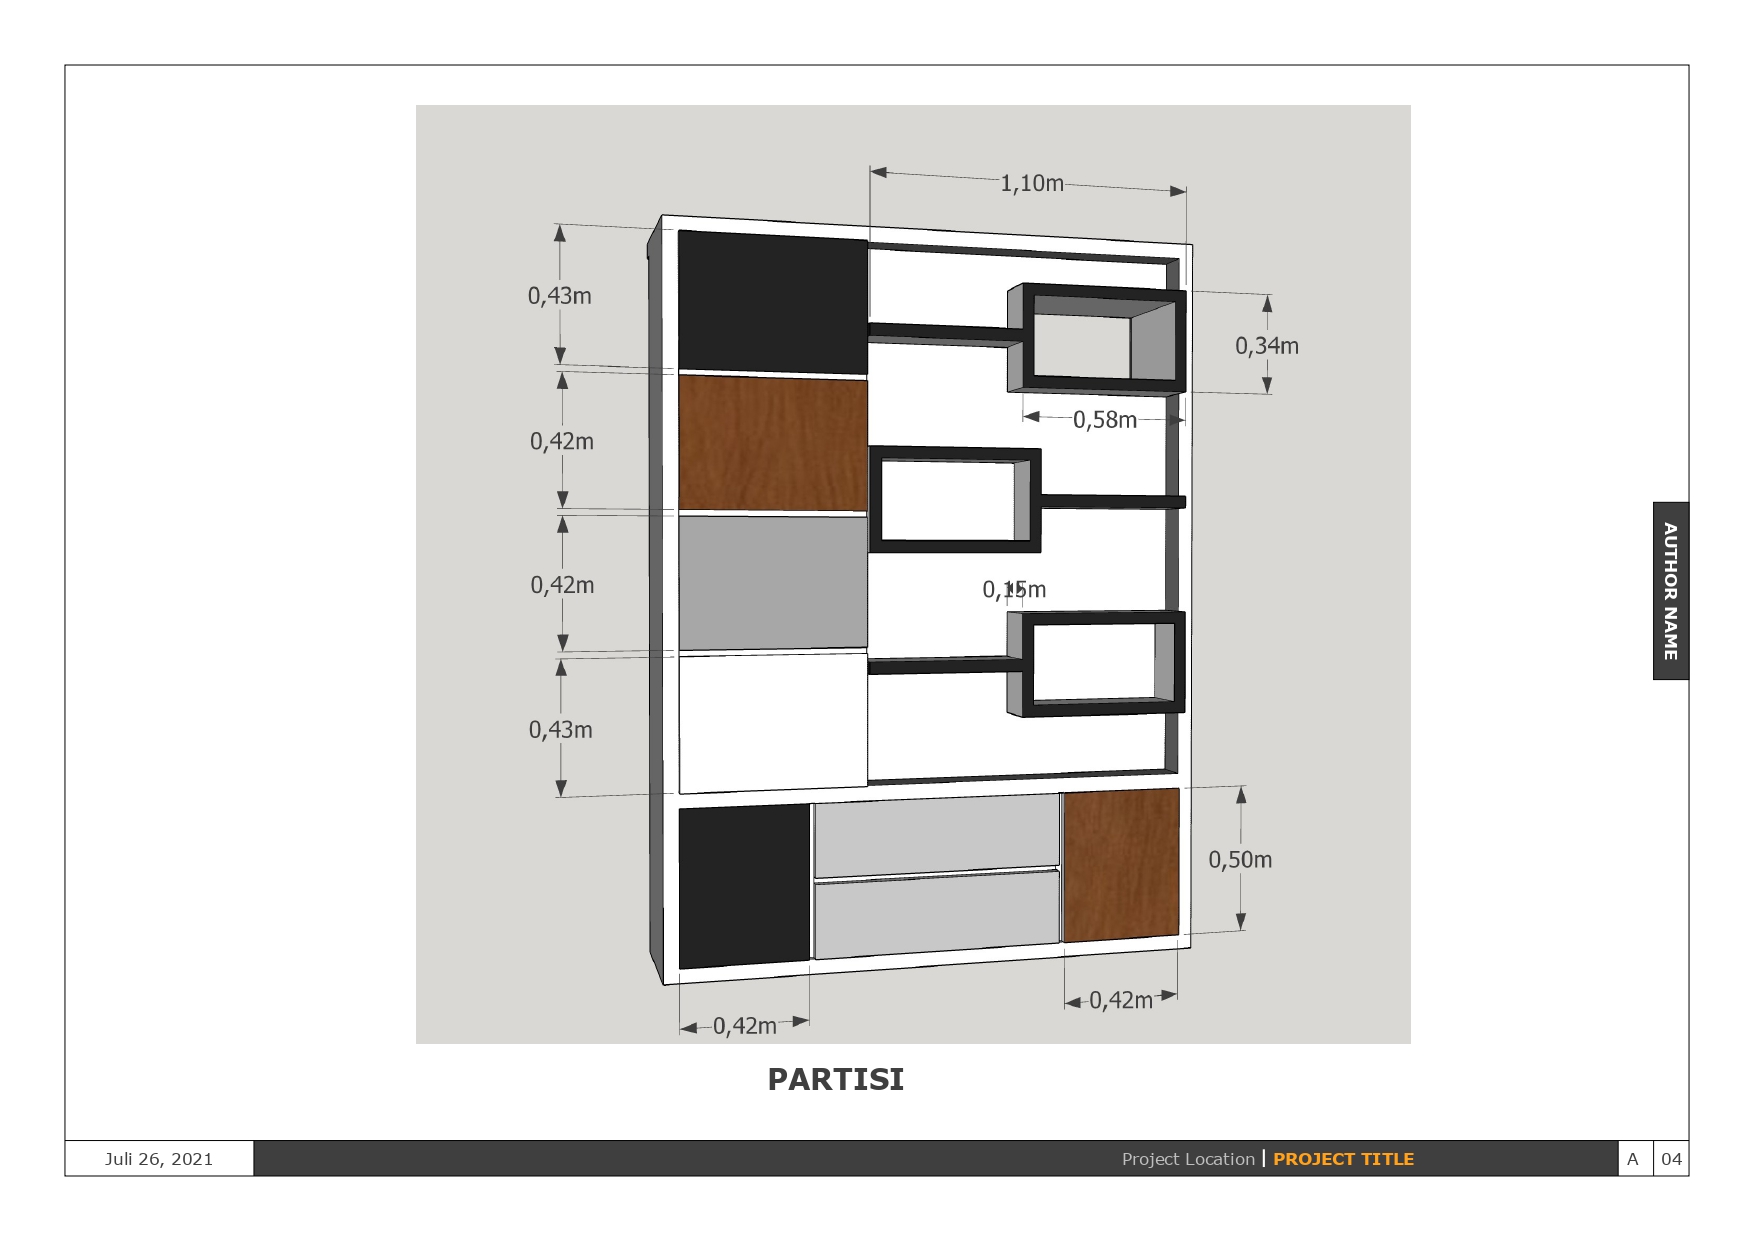 1,10m
0,43m
0,34m
0,58m
0,42m
0,42m
0,15m
0,43m
0,50m
0,42m
0,42m
PARTISI
AUTHOR NAME
Juli 26, 2021
Project Location | PROJECT TITLE
A 04